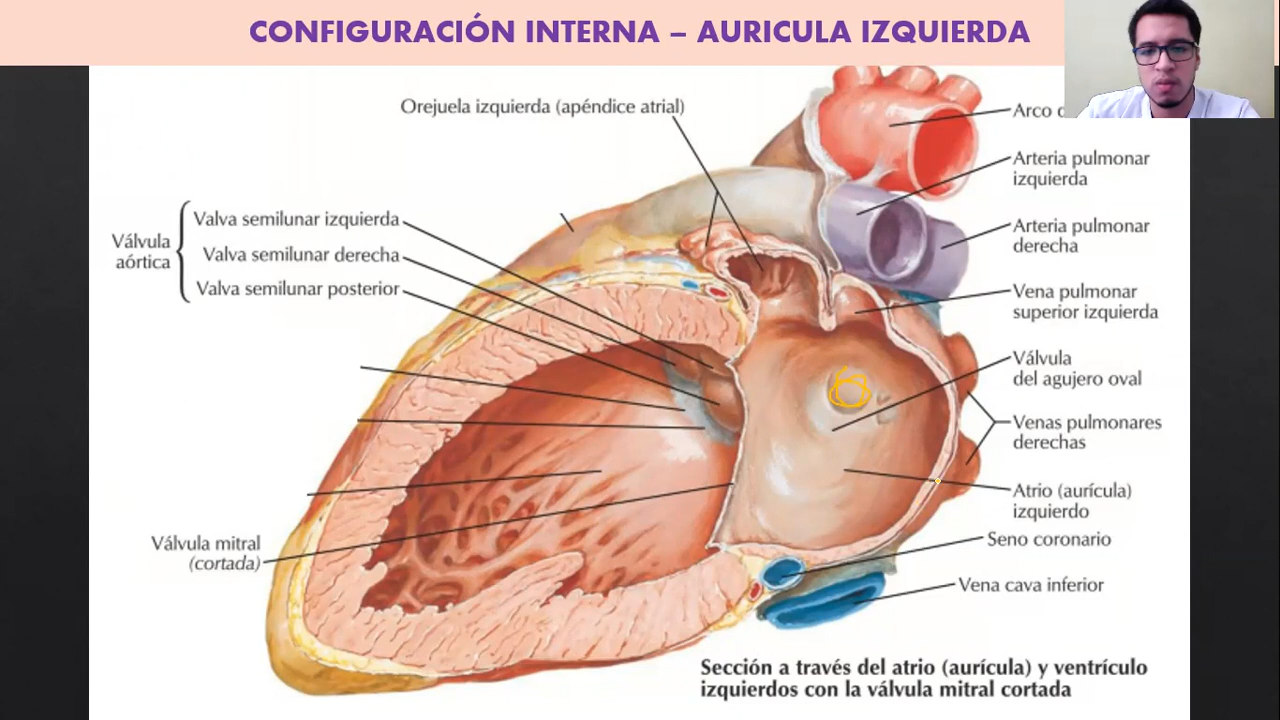 CONFIGURACIÓN INTERNA – AURICULA IZQUIERDA
Orejuela izquierda (apéndice atrial)
Arco
Arteria pulmonar
izquierda
Válvula
aórtica
Valva semilunar izquierda
Valva semilunar derecha
Valva semilunar posterior
Arteria pulmonar
derecha
Vena pulmonar
superior izquierda
Válvula
del agujero oval
Venas pulmonares
derechas
Atrio (aurícula)
izquierdo
Válvula mitral
(cortada)
Seno coronario
Vena cava inferior
Sección a través del atrio (aurícula) y ventrículo
izquierdos con la válvula mitral cortada